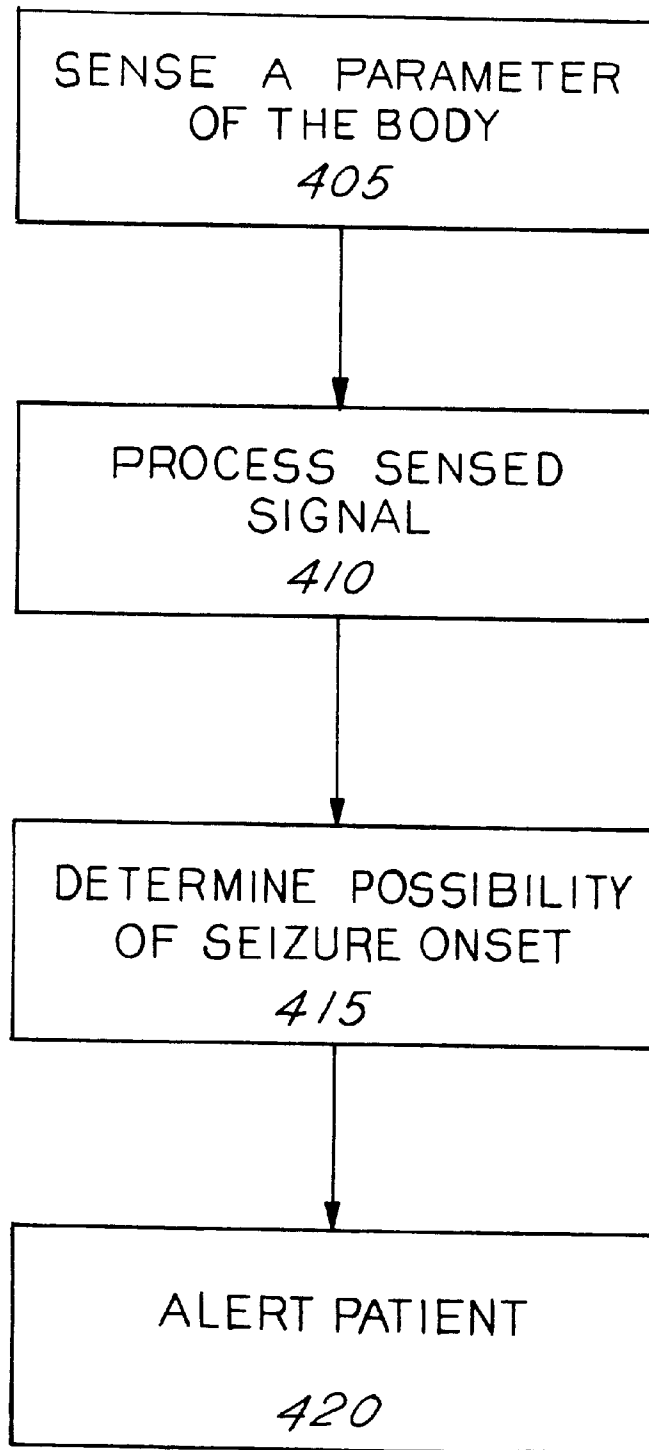 SENSE A PARAMETER
OF THE BODY
405
PROCESS SENSED
SIGNAL
410
DETERMINE POSSIBILITY
OF SEIZURE ONSET
415
ALERT PATIENT
420